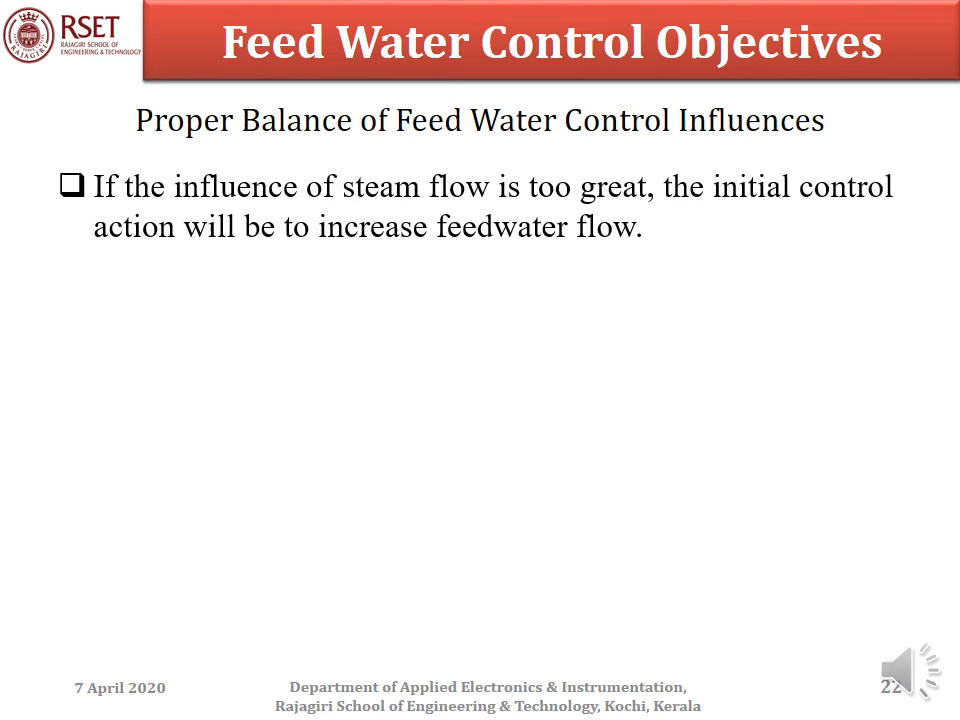 RSET
RAJAGIRI SCHOOL OF
ENGINEERING & TECHNOLOGY
Feed Water Control Objectives
Proper Balance of Feed Water Control Influences
If the influence of steam flow is too great, the initial control
action will be to increase feedwater flow.
7 April 2020
Department of Applied Electronics & Instrumentation,
Rajagiri School of Engineering & Technology, Kochi, Kerala
22